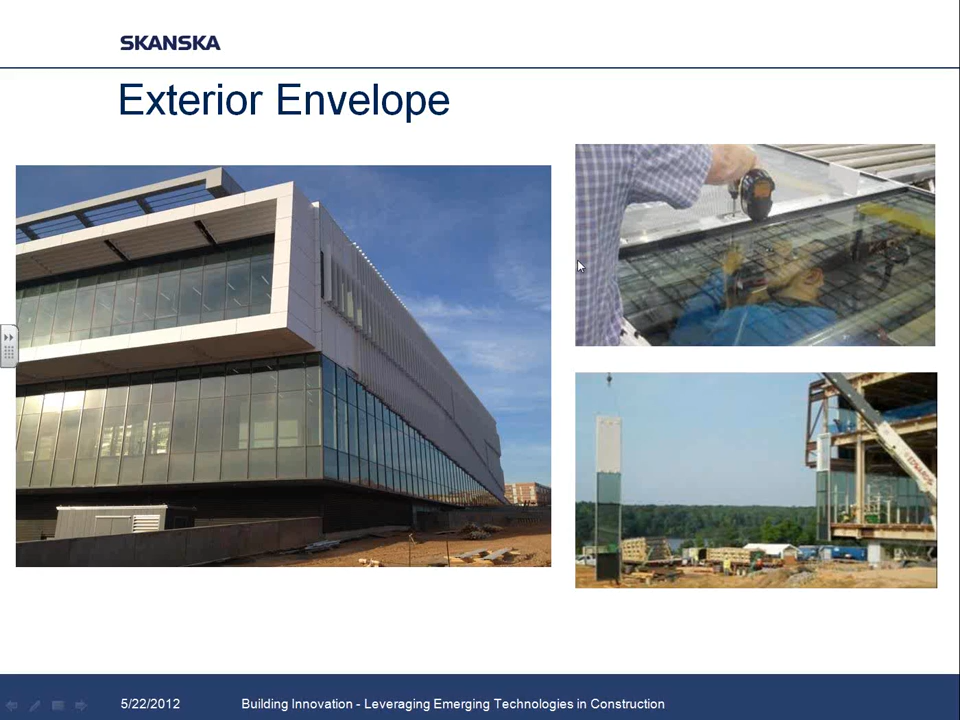 SKANSKA
Exterior Envelope
5/22/2012 Building Innovation - Leveraging Emerging Technologies in Construction